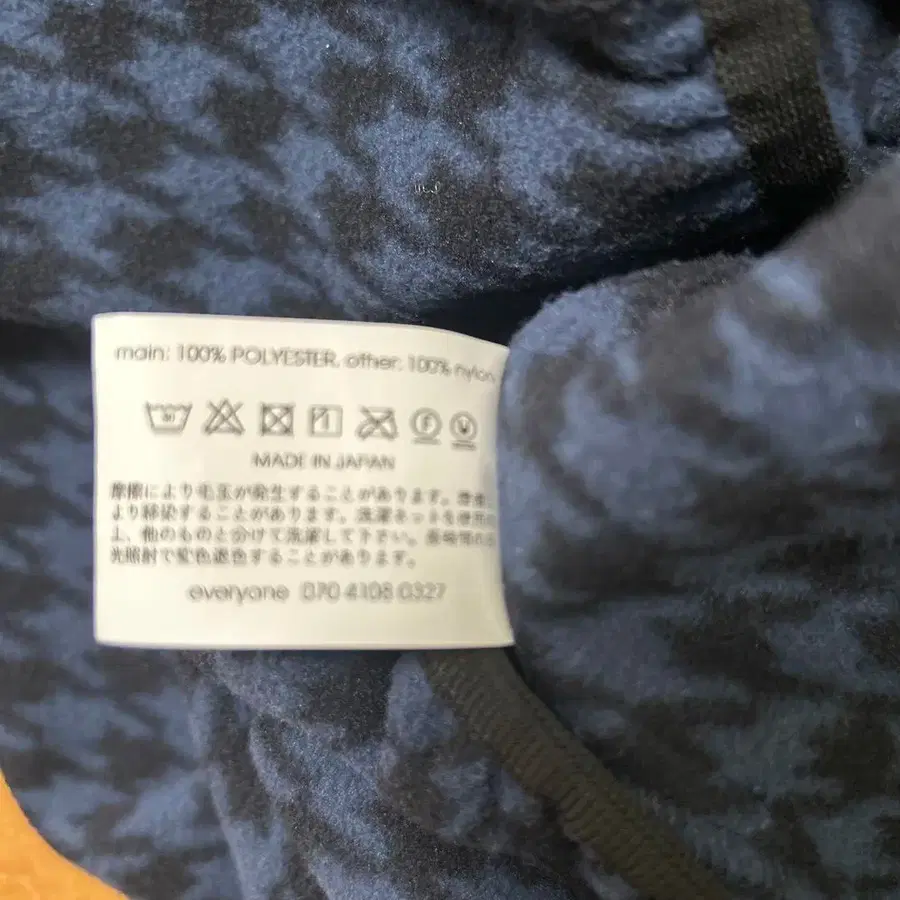 main: 100% POLYESTER, other: 100% nylon
MADE IN JAPAN
摩擦により毛玉が発生することがあります。摩擦、
より移染することがあります。洗濯ネットを使用
上、他のものと分けて洗濯して下さい。長時間の
光照射で変色退色することがあります。
everyone 070 4108 0327
F
W